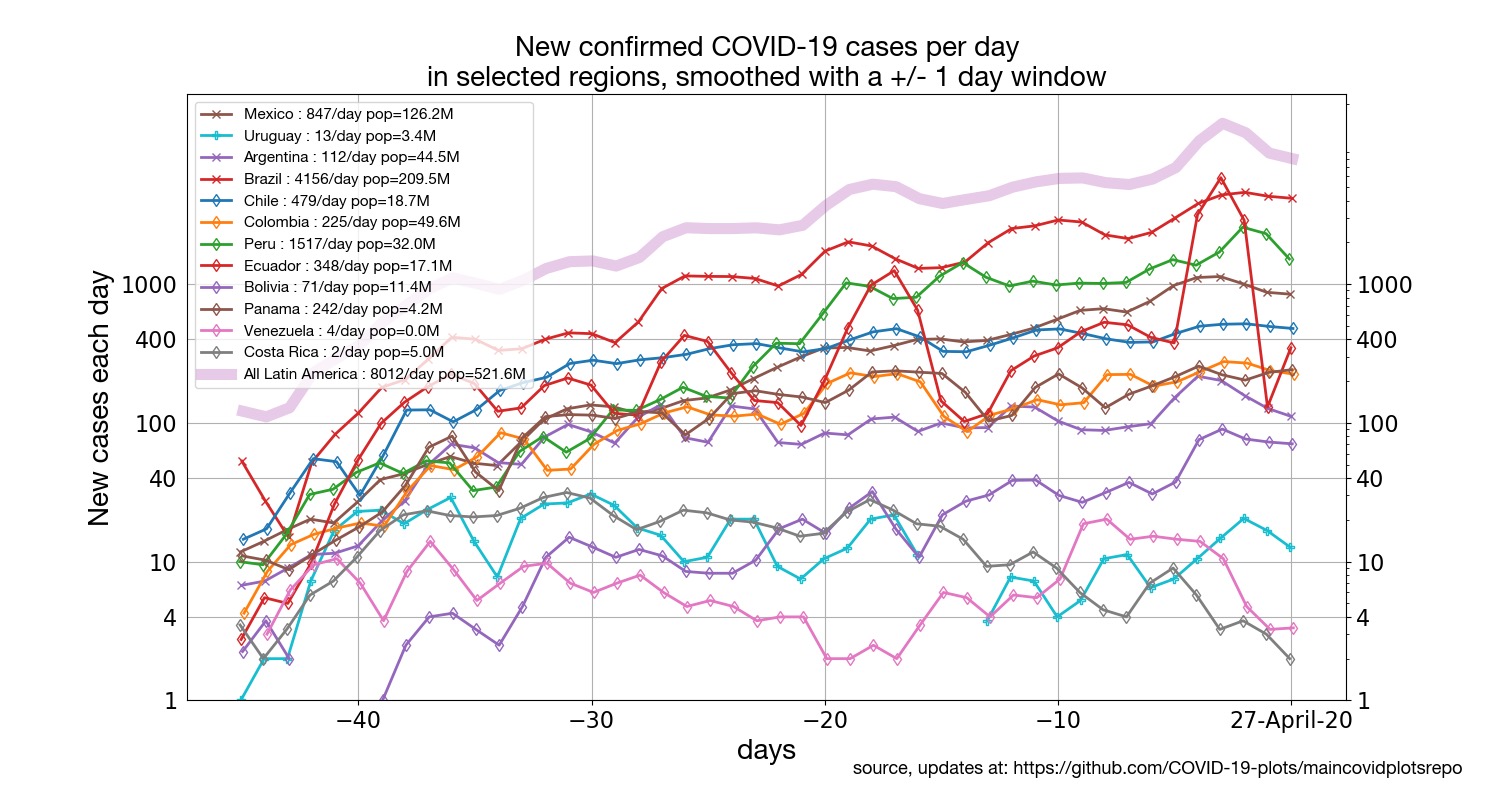 New confirmed COVID-19 cases per day
in selected regions, smoothed with a +/- 1 day window
Mexico : 847/day pop=126.2M
Uruguay : 13/day pop=3.4M
Argentina : 112/day pop=44.5M
Brazil : 4156/day pop=209.5M
Chile : 479/day pop=18.7M
Colombia : 225/day pop=49.6M
Peru : 1517/day pop=32.0M
Ecuador : 348/day pop=17.1M
Bolivia : 71/day pop=11.4M
Panama : 242/day pop=4.2M
Venezuela : 4/day pop=0.0M
Costa Rica : 2/day pop=5.0M
All Latin America : 8012/day pop=521.6M
New cases each day
1000 1000
400 400
100 100
40 40
10 10
4 4
1 1
−40 −30 −20 −10 27-April-20
days
source, updates at: https://github.com/COVID-19-plots/maincovidplotsrepo